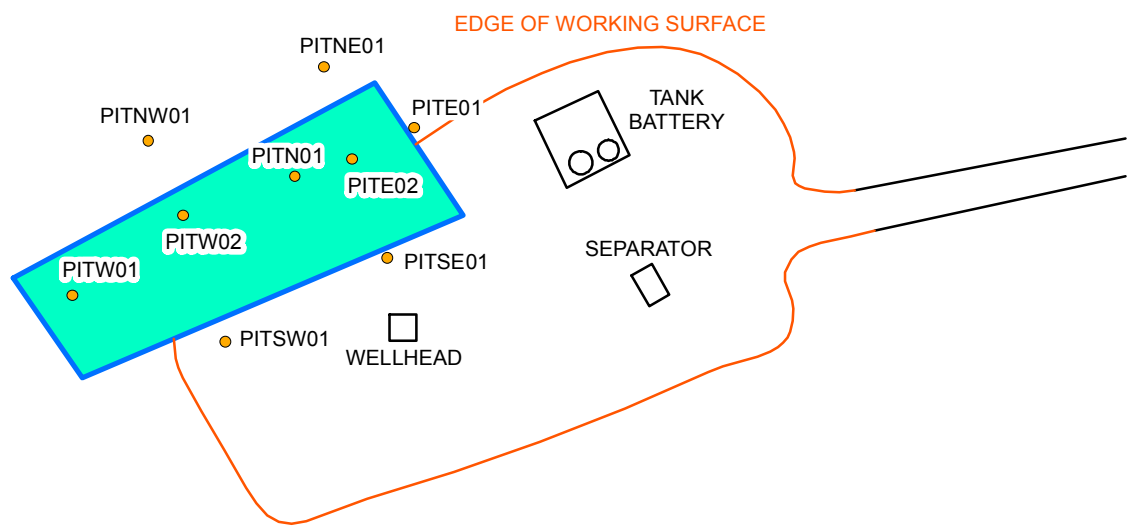 EDGE OF WORKING SURFACE
PITNE01
PITE01
TANK
BATTERY
PITNW01
PITN01
PITE02
PITW02
SEPARATOR
PITSE01
PITW01
PITSW01
WELLHEAD